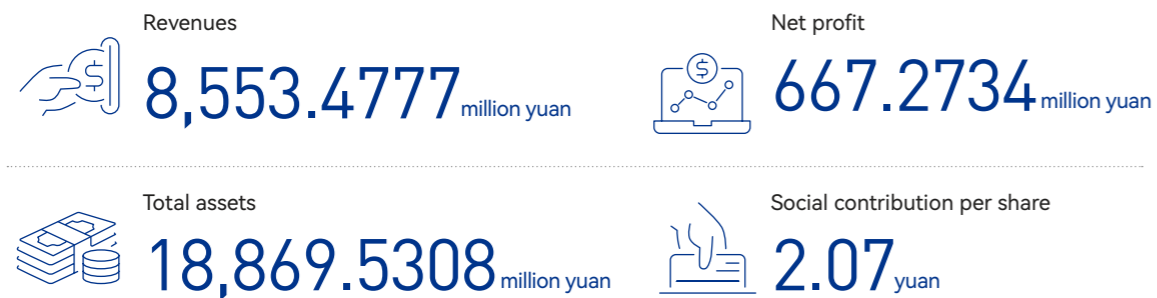 Revenues
8,553.4777 million yuan
Net profit
667.2734 million yuan
Total assets
18,869.5308 million yuan
Social contribution per share
2.07 yuan